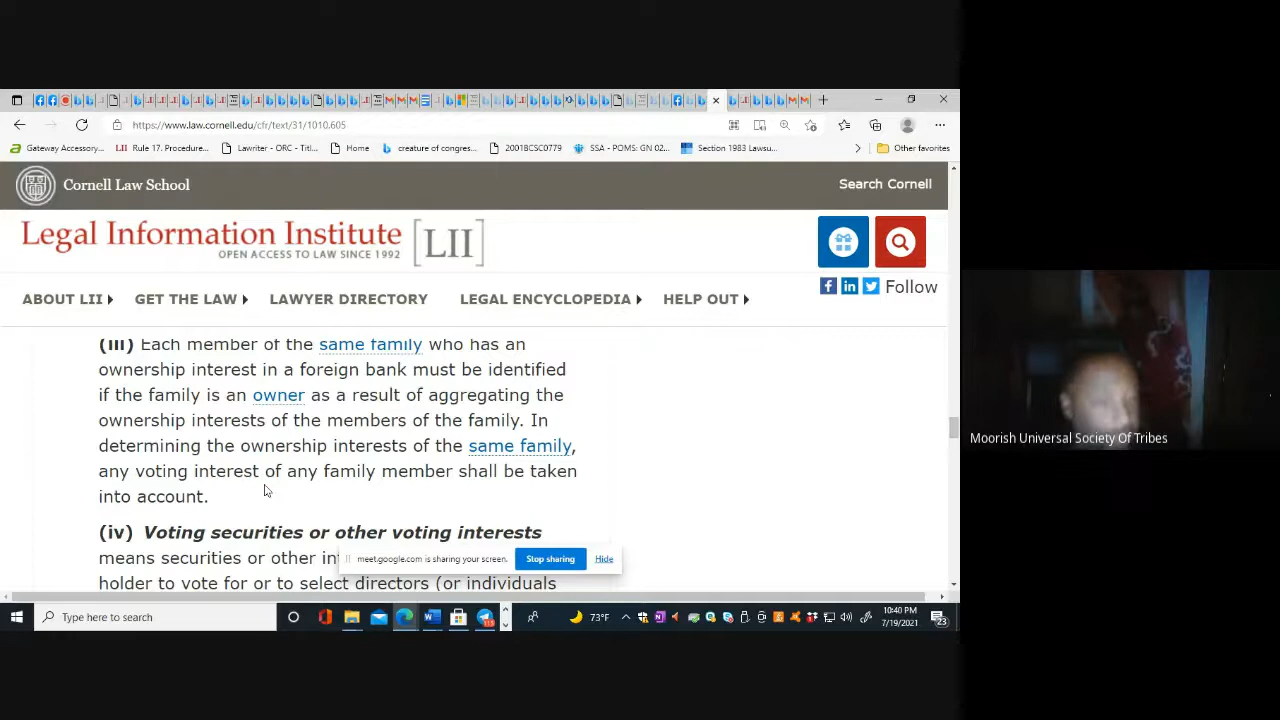 https://www.law.cornell.edu/cfr/text/31/1010.605
Gateway Accessory... Rule 17. Procedure... Lawriter - ORC - Titl... Home creature of congres... 2001BCSC0779 SSA - POMS: GN 02... Section 1983 Lawsu... Other favorites
Cornell Law School Search Cornell
Legal Information Institute [LII]
OPEN ACCESS TO LAW SINCE 1992
Follow
ABOUT LII GET THE LAW LAWYER DIRECTORY LEGAL ENCYCLOPEDIA HELP OUT
(iii) Each member of the same family who has an
ownership interest in a foreign bank must be identified
if the family is an owner as a result of aggregating the
ownership interests of the members of the family. In
determining the ownership interests of the same family,
any voting interest of any family member shall be taken
into account.
(iv) Voting securities or other voting interests
means securities or other in
meet.google.com is sharing your screen. Stop sharing Hide
holder to vote for or to select directors (or individuals
Type here to search
73°F
10:40 PM
7/19/2021
23
Moorish Universal Society Of Tribes